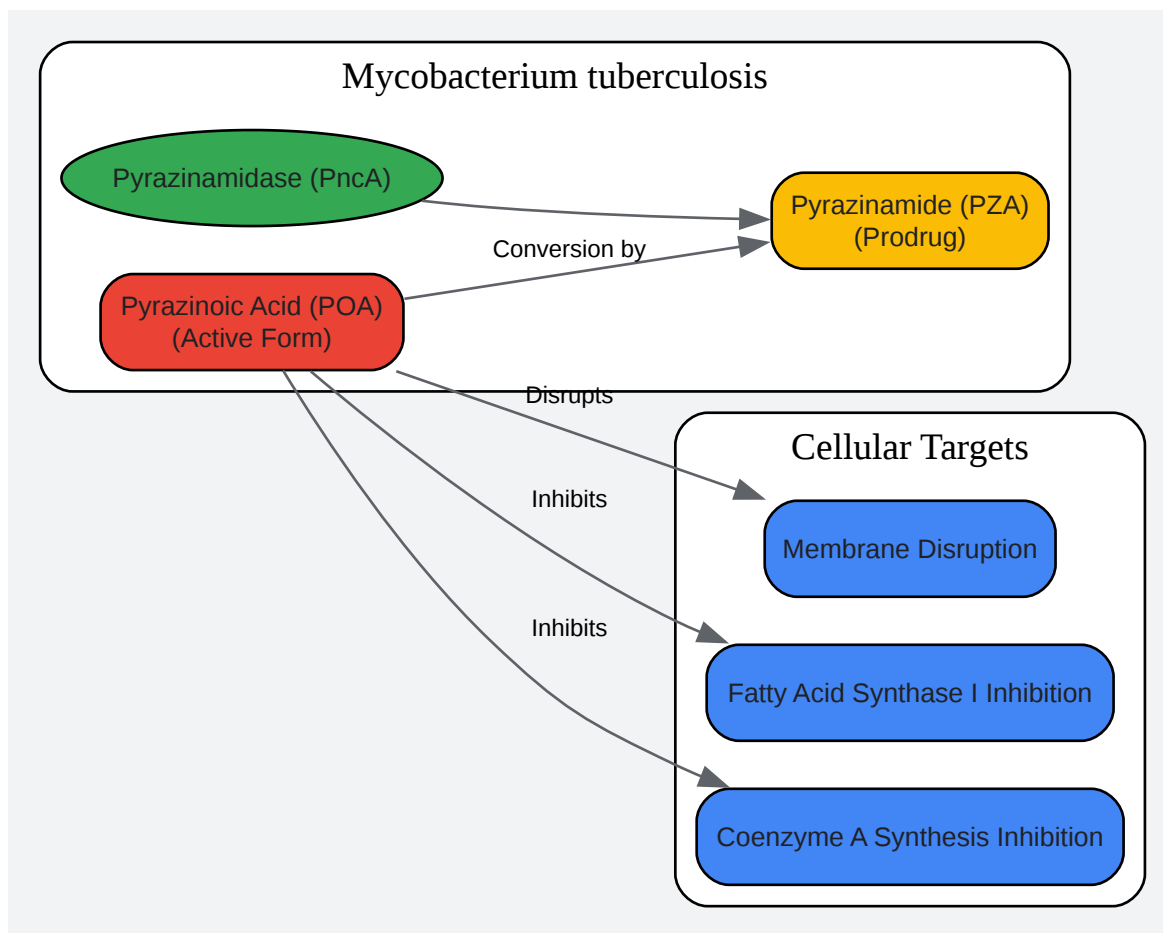 Mycobacterium tuberculosis
Pyrazinamidase (PncA)
Pyrazinamide (PZA)
(Prodrug)
Conversion by
Pyrazinoic Acid (POA)
(Active Form)
Disrupts
Cellular Targets
Inhibits
Membrane Disruption
Inhibits
Fatty Acid Synthase I Inhibition
Coenzyme A Synthesis Inhibition